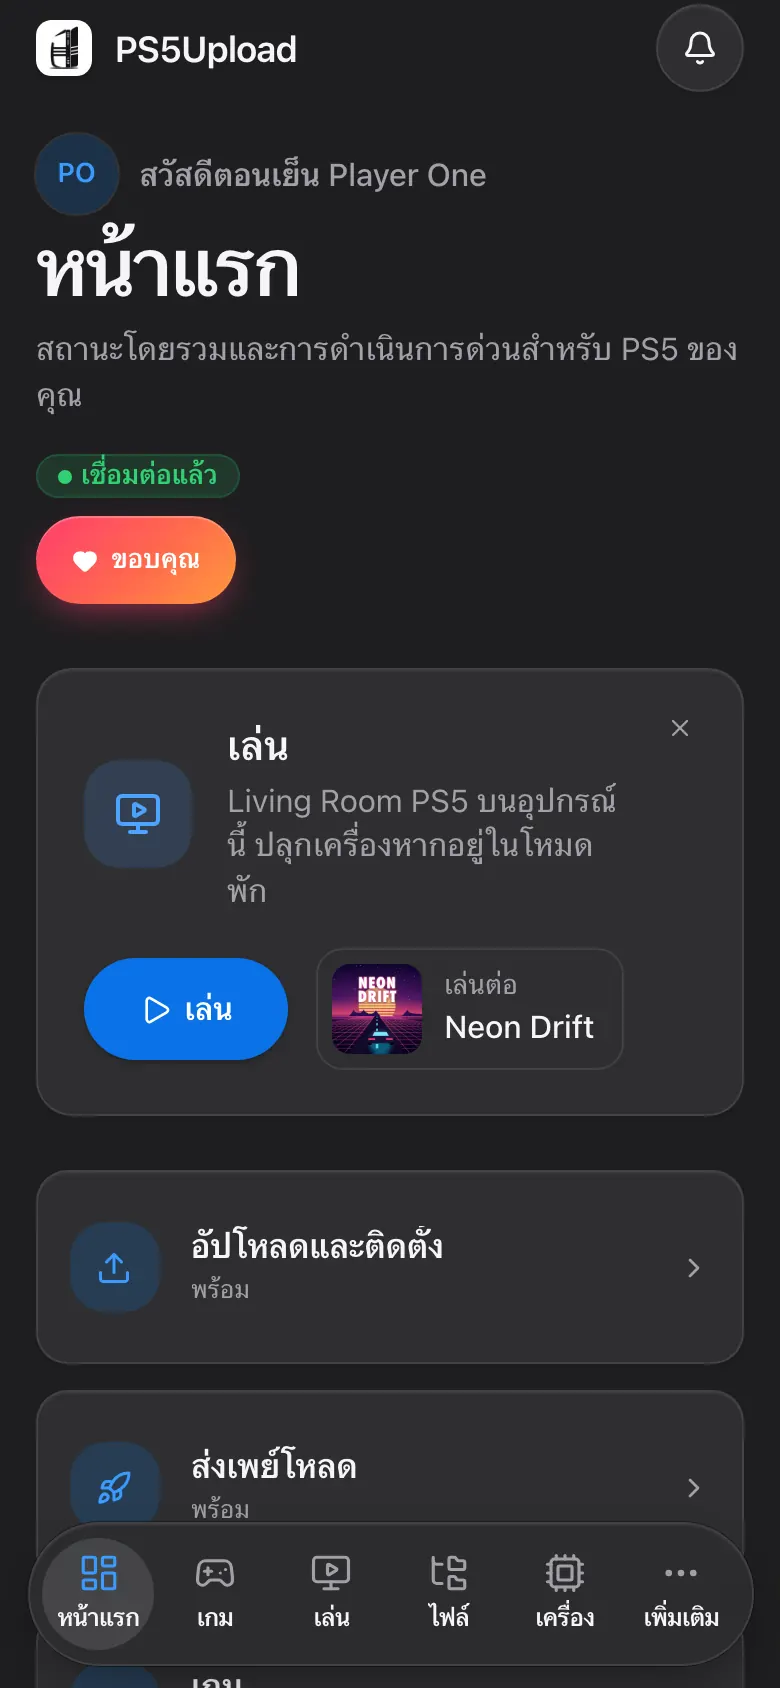 PS5Upload
PO
สวัสดีตอนเย็น Player One
หน้าแรก
สถานะโดยรวมและการดำเนินการด่วนสำหรับ PS5 ของ
คุณ
เชื่อมต่อแล้ว
ขอบคุณ
เล่น
Living Room PS5 บนอุปกรณ์
นี้ ปลุกเครื่องหากอยู่ในโหมด
พัก
เล่น
NEON
DRIFT
เล่นต่อ
Neon Drift
อัปโหลดและติดตั้ง
พร้อม
ส่งเพย์โหลด
พร้อม
หน้าแรก
เกม
เล่น
ไฟล์
เครื่อง
เพิ่มเติม